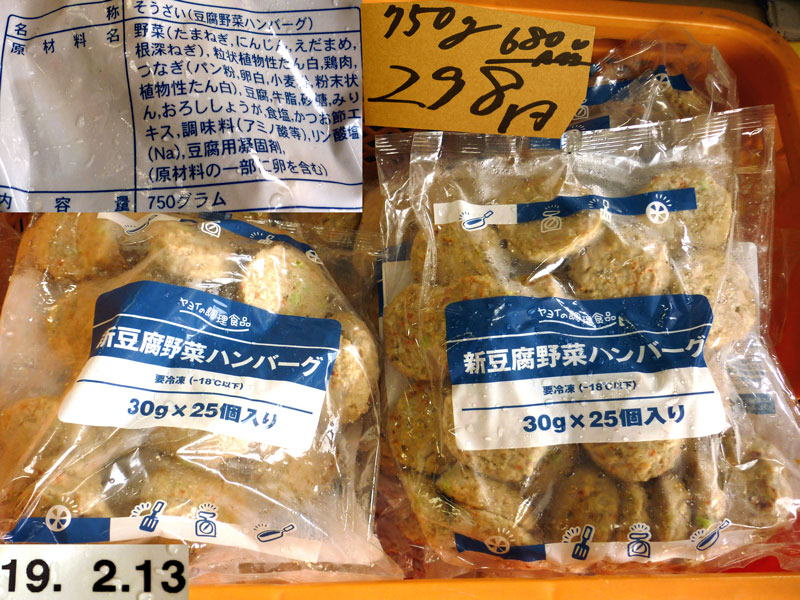 名 称 そうざい(豆腐野菜ハンバーグ)
原材料名 野菜(たまねぎ,にんじん,えだまめ,
根深ねぎ),粒状植物性たん白,鶏肉,
つなぎ(パン粉,卵白,小麦 粉末状
植物性たん白),豆腐,牛脂,砂糖,みり
ん,おろししょうが,食塩,かつお節エ
キス,調味料(アミノ酸等),リン酸塩
(Na),豆腐用凝固剤,
(原材料の一部に卵を含む)
内容量 750グラム
750g
680
298円
ヤヨイの調理食品
新豆腐野菜ハンバーグ
要冷凍(-18℃以下)
30g×25個入り
ヤヨイの調理食品
新豆腐野菜ハンバーグ
要冷凍(-18℃以下)
30g×25個入り
19. 2.13